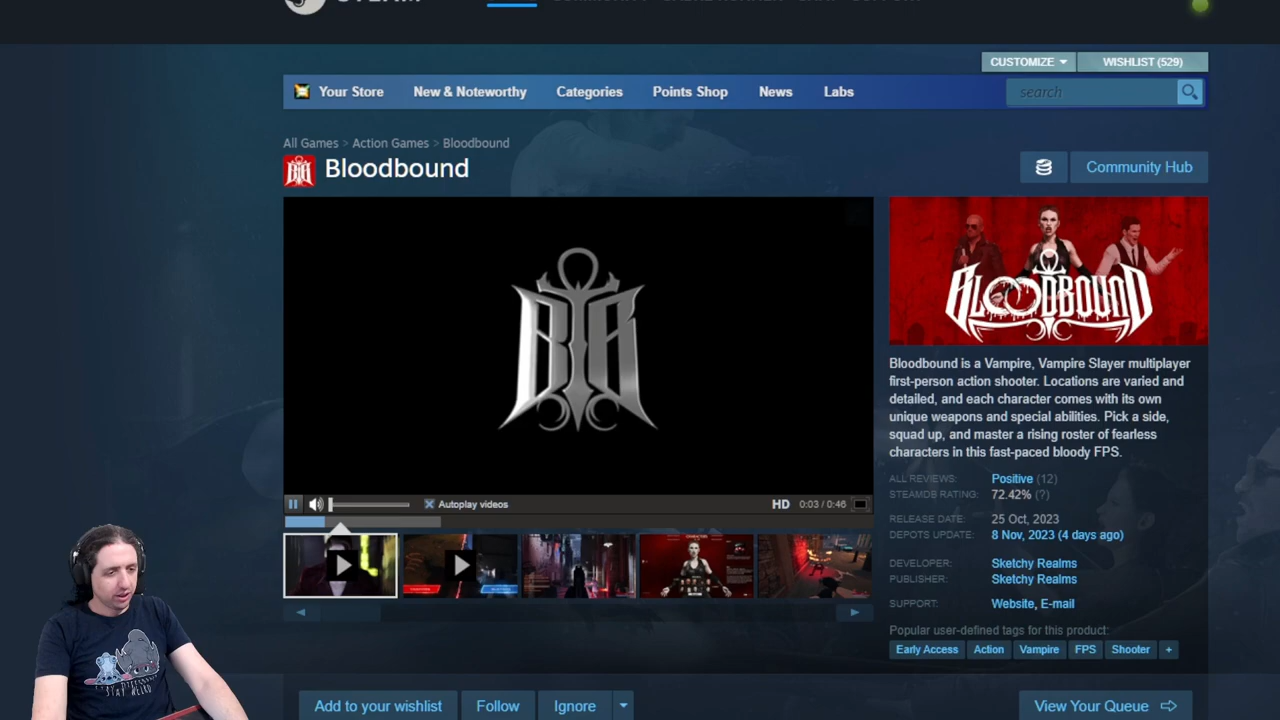 CUSTOMIZE
WISHLIST (529)
Your Store
New & Noteworthy
Categories
Points Shop
News
Labs
search
All Games > Action Games > Bloodbound
Bloodbound
Community Hub
BLOODBOUND
Bloodbound is a Vampire, Vampire Slayer multiplayer
first-person action shooter. Locations are varied and
detailed, and each character comes with its own
unique weapons and special abilities. Pick a side,
squad up, and master a rising roster of fearless
characters in this fast-paced bloody FPS.
ALL REVIEWS: Positive (12)
STEAMDB RATING: 72.42% (?)
RELEASE DATE: 25 Oct, 2023
DEPOTS UPDATE: 8 Nov, 2023 (4 days ago)
DEVELOPER: Sketchy Realms
PUBLISHER: Sketchy Realms
SUPPORT: Website, E-mail
Popular user-defined tags for this product:
Early Access Action Vampire FPS Shooter +
Autoplay videos
HD 0:03 / 0:46
Add to your wishlist
Follow
Ignore
View Your Queue
STAY WEIRD